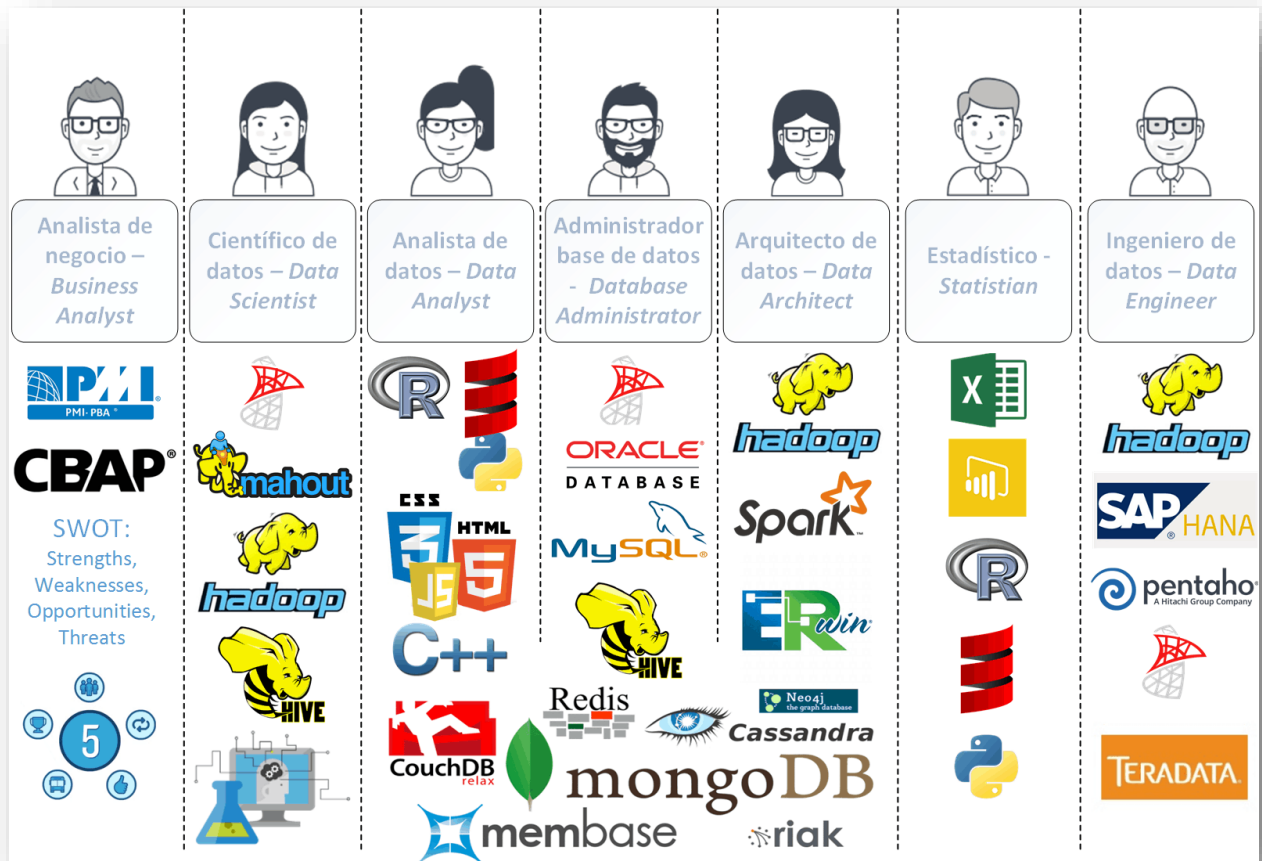 Analista de
negocio –
Business
Analyst
PMI
PMI-PBA ®
CBAP®
SWOT:
Strengths,
Weaknesses,
Opportunities,
Threats
5
Científico de
datos – Data
Scientist
mahout
hadoop
HIVE
Analista de
datos – Data
Analyst
R
CSS
3
HTML
JS
5
C++
Administrador
base de datos
- Database
Administrator
ORACLE®
DATABASE
MySQL®
HIVE
Arquitecto de
datos – Data
Architect
hadoop
Spark™
ERwin
CouchDB
relax
Redis
Neo4j
the graph database
Cassandra
mongoDB
membase
riak
Estadístico -
Statistian
X
R
Ingeniero de
datos – Data
Engineer
hadoop
SAP® HANA
pentaho®
A Hitachi Group Company
TERADATA.